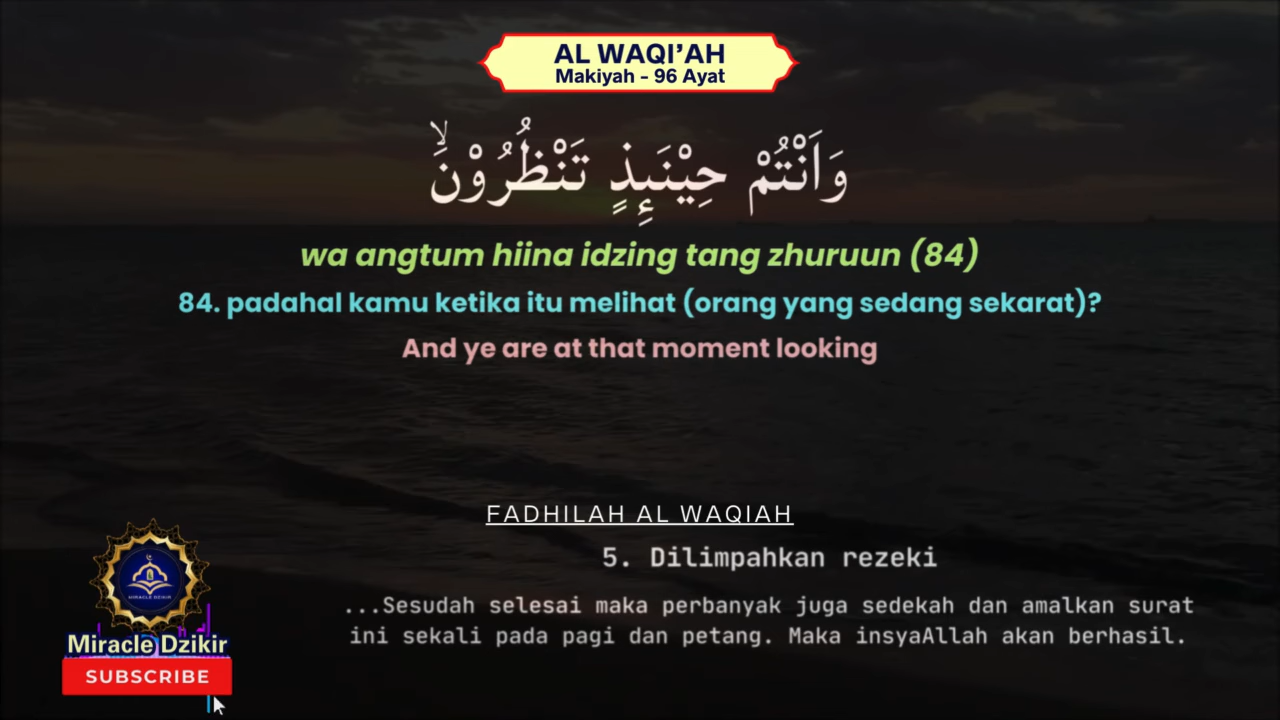 AL WAQI’AH
Makiyah - 96 Ayat
وَاَنْتُمْ حِيْنَىِٕذٍ تَنْظُرُوْنَۙ
wa angtum hiina idzing tang zhuruun (84)
84. padahal kamu ketika itu melihat (orang yang sedang sekarat)?
And ye are at that moment looking
FADHILAH AL WAQIAH
5. Dilimpahkan rezeki
...Sesudah selesai maka perbanyak juga sedekah dan amalkan surat
ini sekali pada pagi dan petang. Maka insyaAllah akan berhasil.
MIRACLE DZIKIR
Miracle Dzikir
SUBSCRIBE